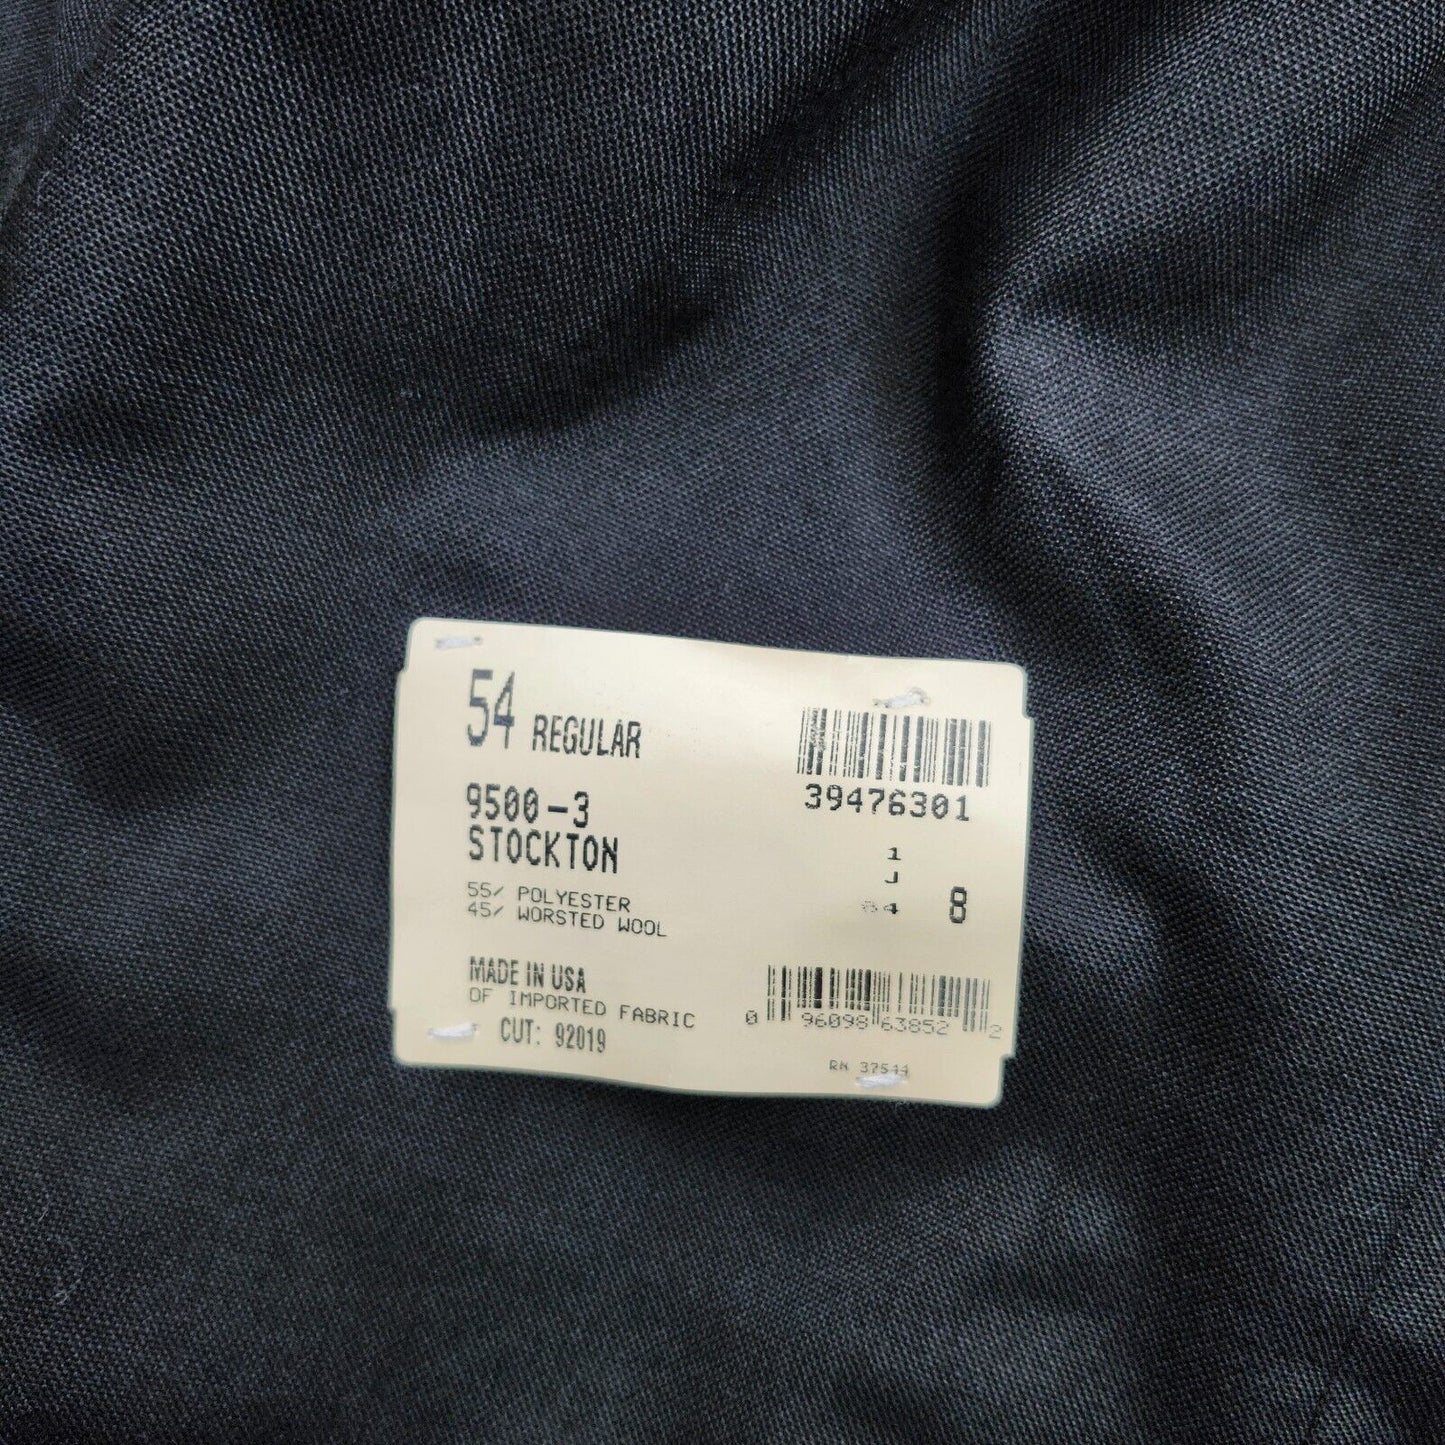 54 REGULAR
9500-3
STOCKTON
55/ POLYESTER
45/ WORSTED WOOL
MADE IN USA
OF IMPORTED FABRIC
CUT: 92019
39476301
1
J
4 8
0 96098 63852 2
RN 37544